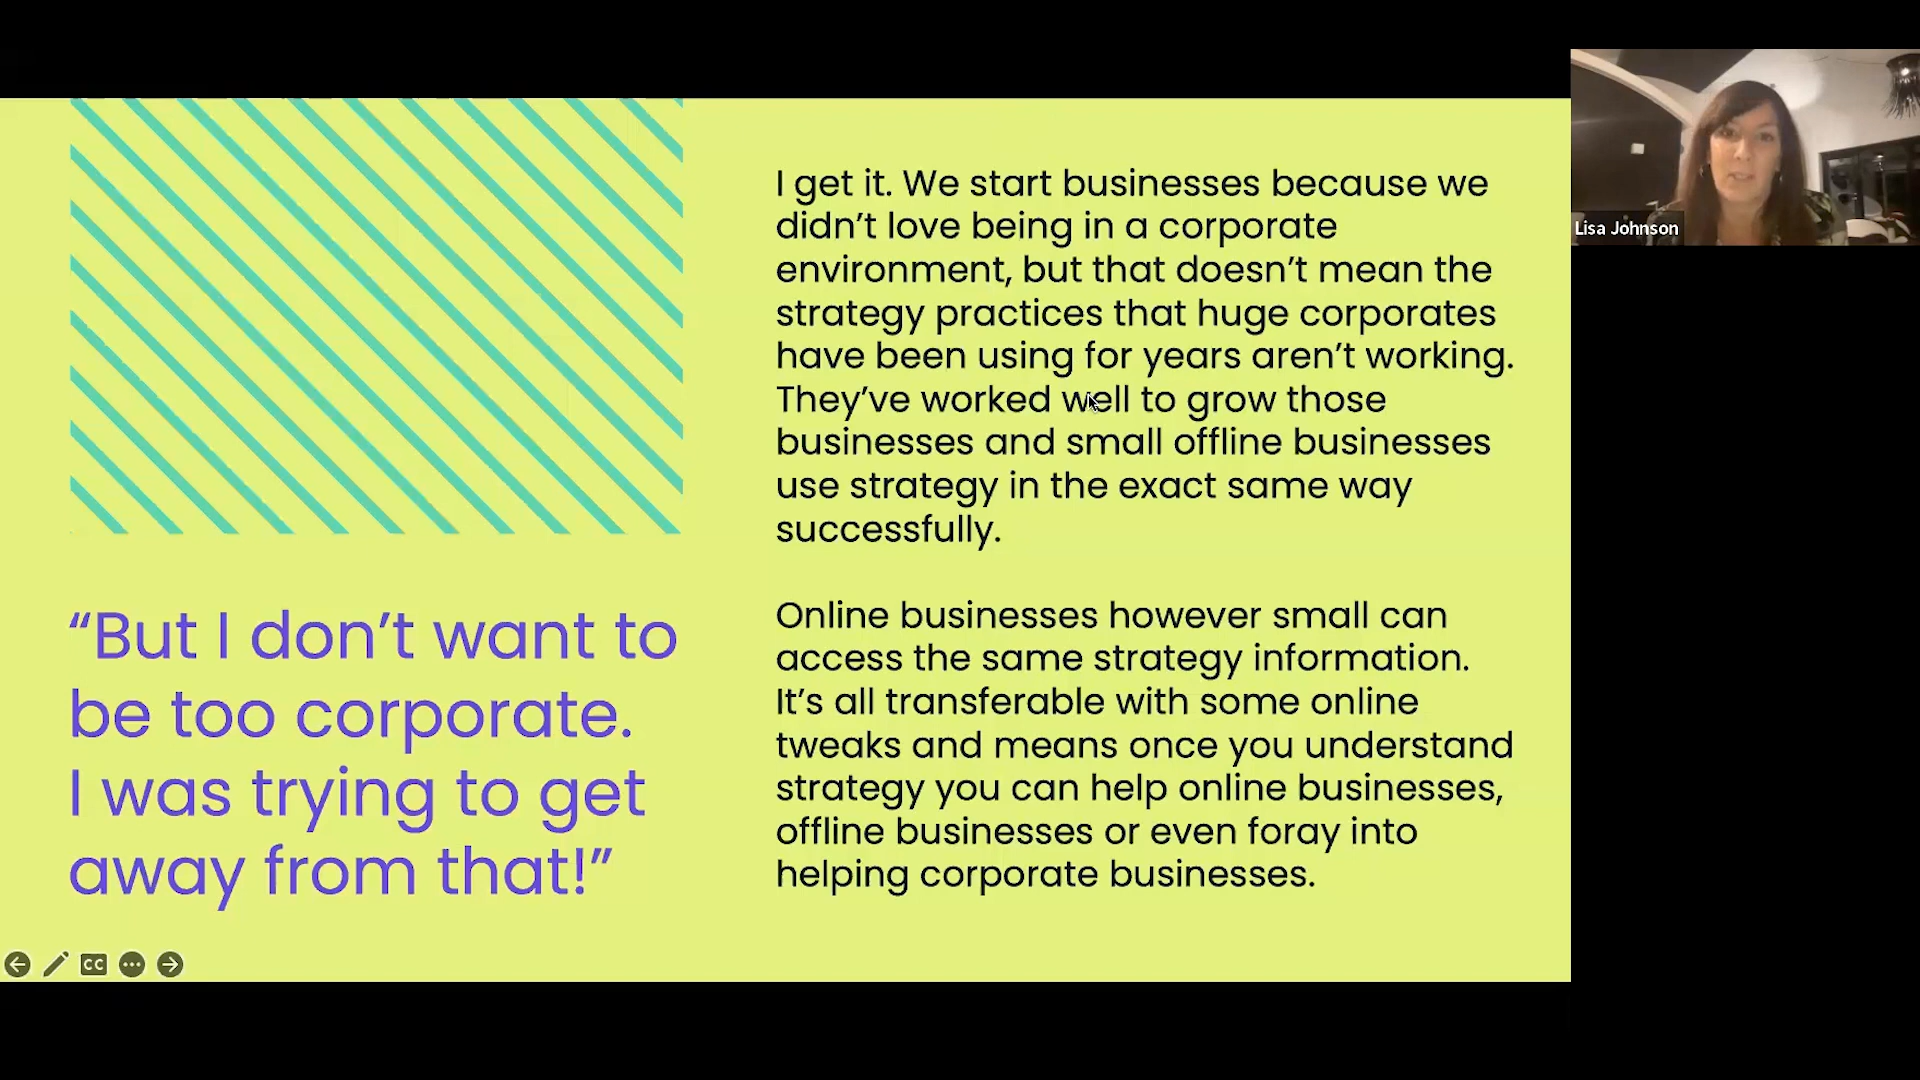 “But I don’t want to
be too corporate.
I was trying to get
away from that!”
I get it. We start businesses because we
didn’t love being in a corporate
environment, but that doesn’t mean the
strategy practices that huge corporates
have been using for years aren’t working.
They’ve worked well to grow those
businesses and small offline businesses
use strategy in the exact same way
successfully.
Online businesses however small can
access the same strategy information.
It’s all transferable with some online
tweaks and means once you understand
strategy you can help online businesses,
offline businesses or even foray into
helping corporate businesses.
Lisa Johnson
CC